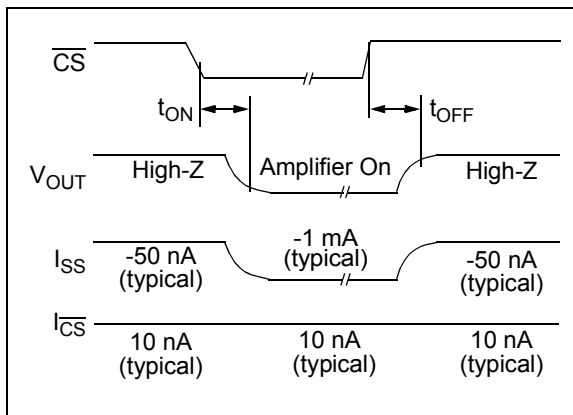 CS
tON
tOFF
VOUT
High-Z
Amplifier On
High-Z
ISS
-50 nA
(typical)
-1 mA
(typical)
-50 nA
(typical)
ICS
10 nA
(typical)
10 nA
(typical)
10 nA
(typical)